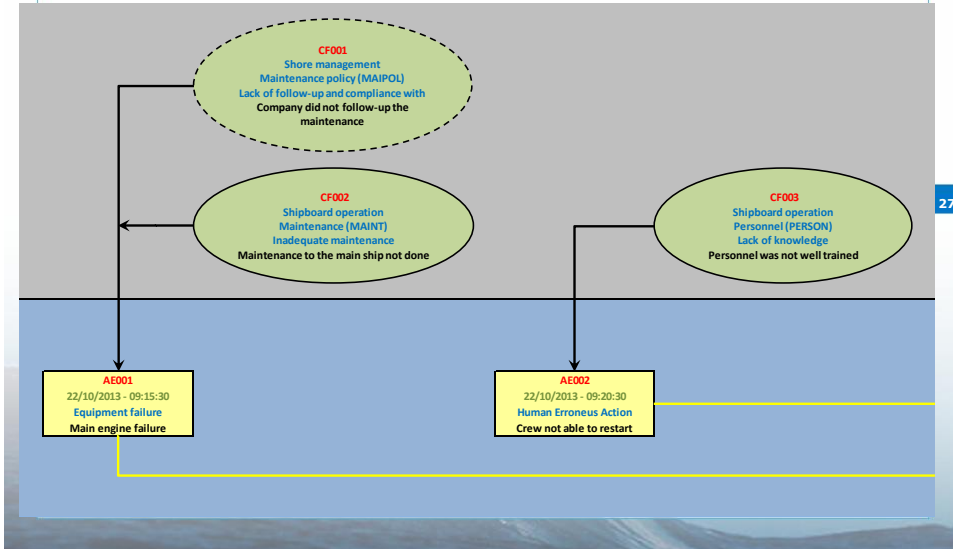 CF001
Shore management
Maintenance policy (MAIPOL)
Lack of follow-up and compliance with
Company did not follow-up the
maintenance
CF002
Shipboard operation
Maintenance (MAINT)
Inadequate maintenance
Maintenance to the main ship not done
CF003
Shipboard operation
Personnel (PERSON)
Lack of knowledge
Personnel was not well trained
27
AE001
22/10/2013 - 09:15:30
Equipment failure
Main engine failure
AE002
22/10/2013 - 09:20:30
Human Erroneus Action
Crew not able to restart